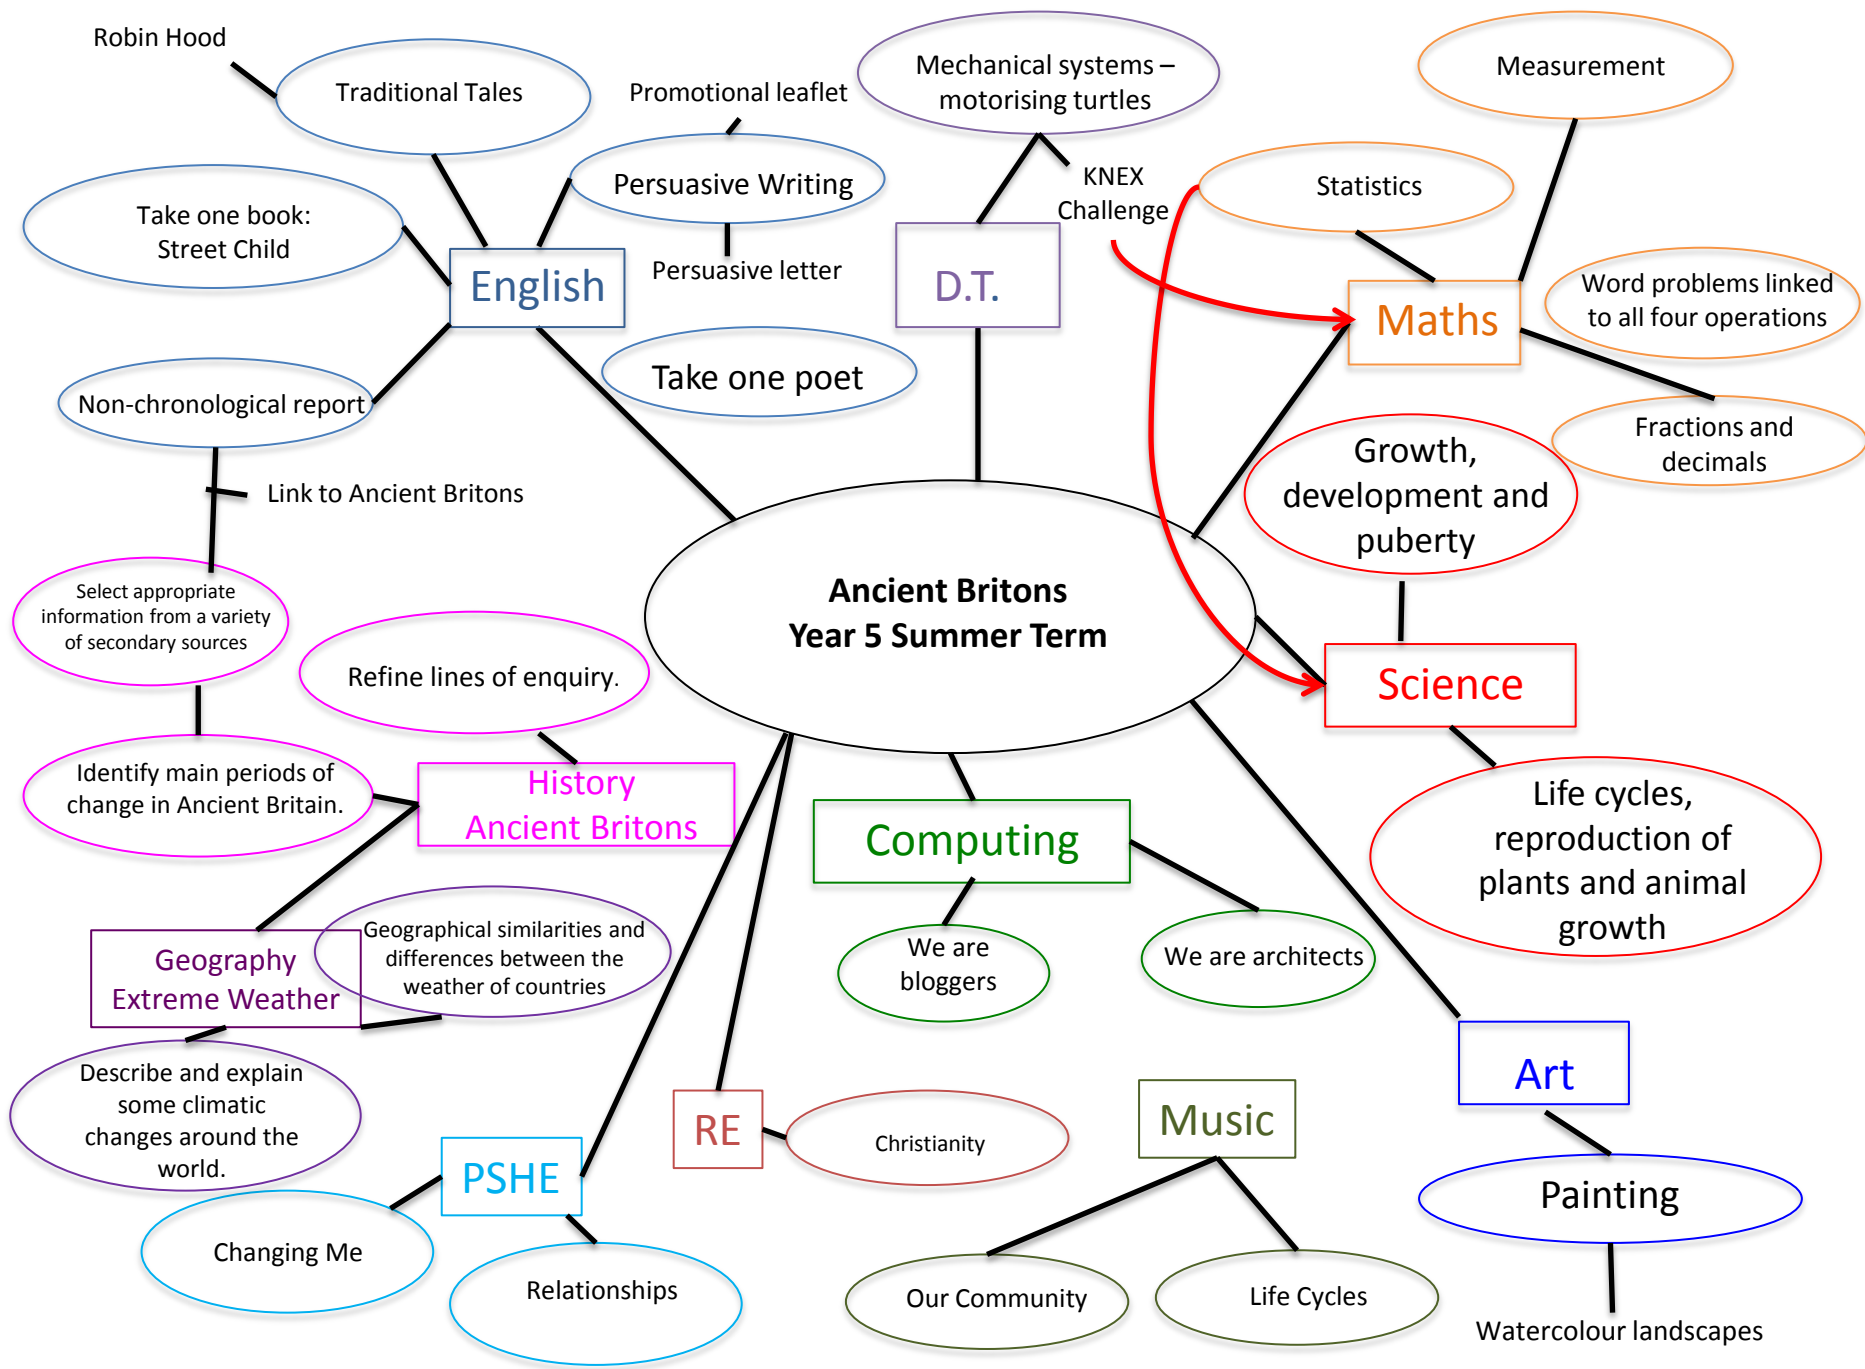 Robin Hood
Traditional Tales
Promotional leaflet
Mechanical systems –
motorising turtles
Measurement
Take one book:
Street Child
Persuasive Writing
KNEX
Challenge
Statistics
English
Persuasive letter
D.T.
Maths
Word problems linked
to all four operations
Non-chronological report
Take one poet
Fractions and
decimals
Growth,
development and
puberty
Link to Ancient Britons
Select appropriate
information from a variety
of secondary sources
Ancient Britons
Year 5 Summer Term
Refine lines of enquiry.
Science
Identify main periods of
change in Ancient Britain.
History
Ancient Britons
Computing
Life cycles,
reproduction of
plants and animal
growth
Geography
Extreme Weather
Geographical similarities and
differences between the
weather of countries
We are
bloggers
We are architects
Describe and explain
some climatic
changes around the
world.
Art
RE
Christianity
Music
PSHE
Painting
Changing Me
Relationships
Our Community
Life Cycles
Watercolour landscapes